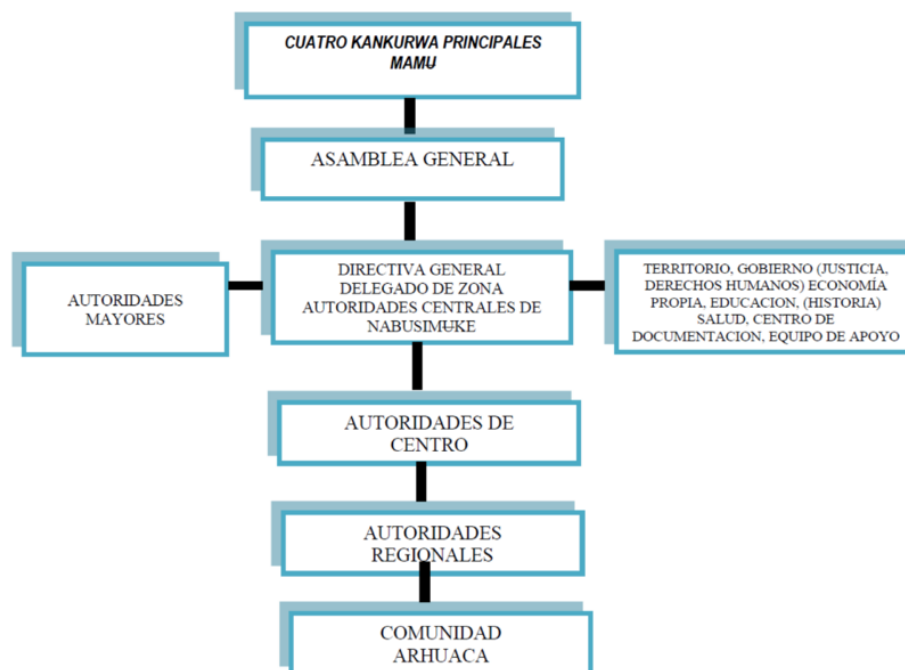 CUATRO KANKURWA PRINCIPALES
MAMɄ
ASAMBLEA GENERAL
AUTORIDADES
MAYORES
DIRECTIVA GENERAL
DELEGADO DE ZONA
AUTORIDADES CENTRALES DE
NABUSIMɄKE
TERRITORIO, GOBIERNO (JUSTICIA,
DERECHOS HUMANOS) ECONOMÍA
PROPIA, EDUCACION, (HISTORIA)
SALUD, CENTRO DE
DOCUMENTACION, EQUIPO DE APOYO
AUTORIDADES DE
CENTRO
AUTORIDADES
REGIONALES
COMUNIDAD
ARHUACA